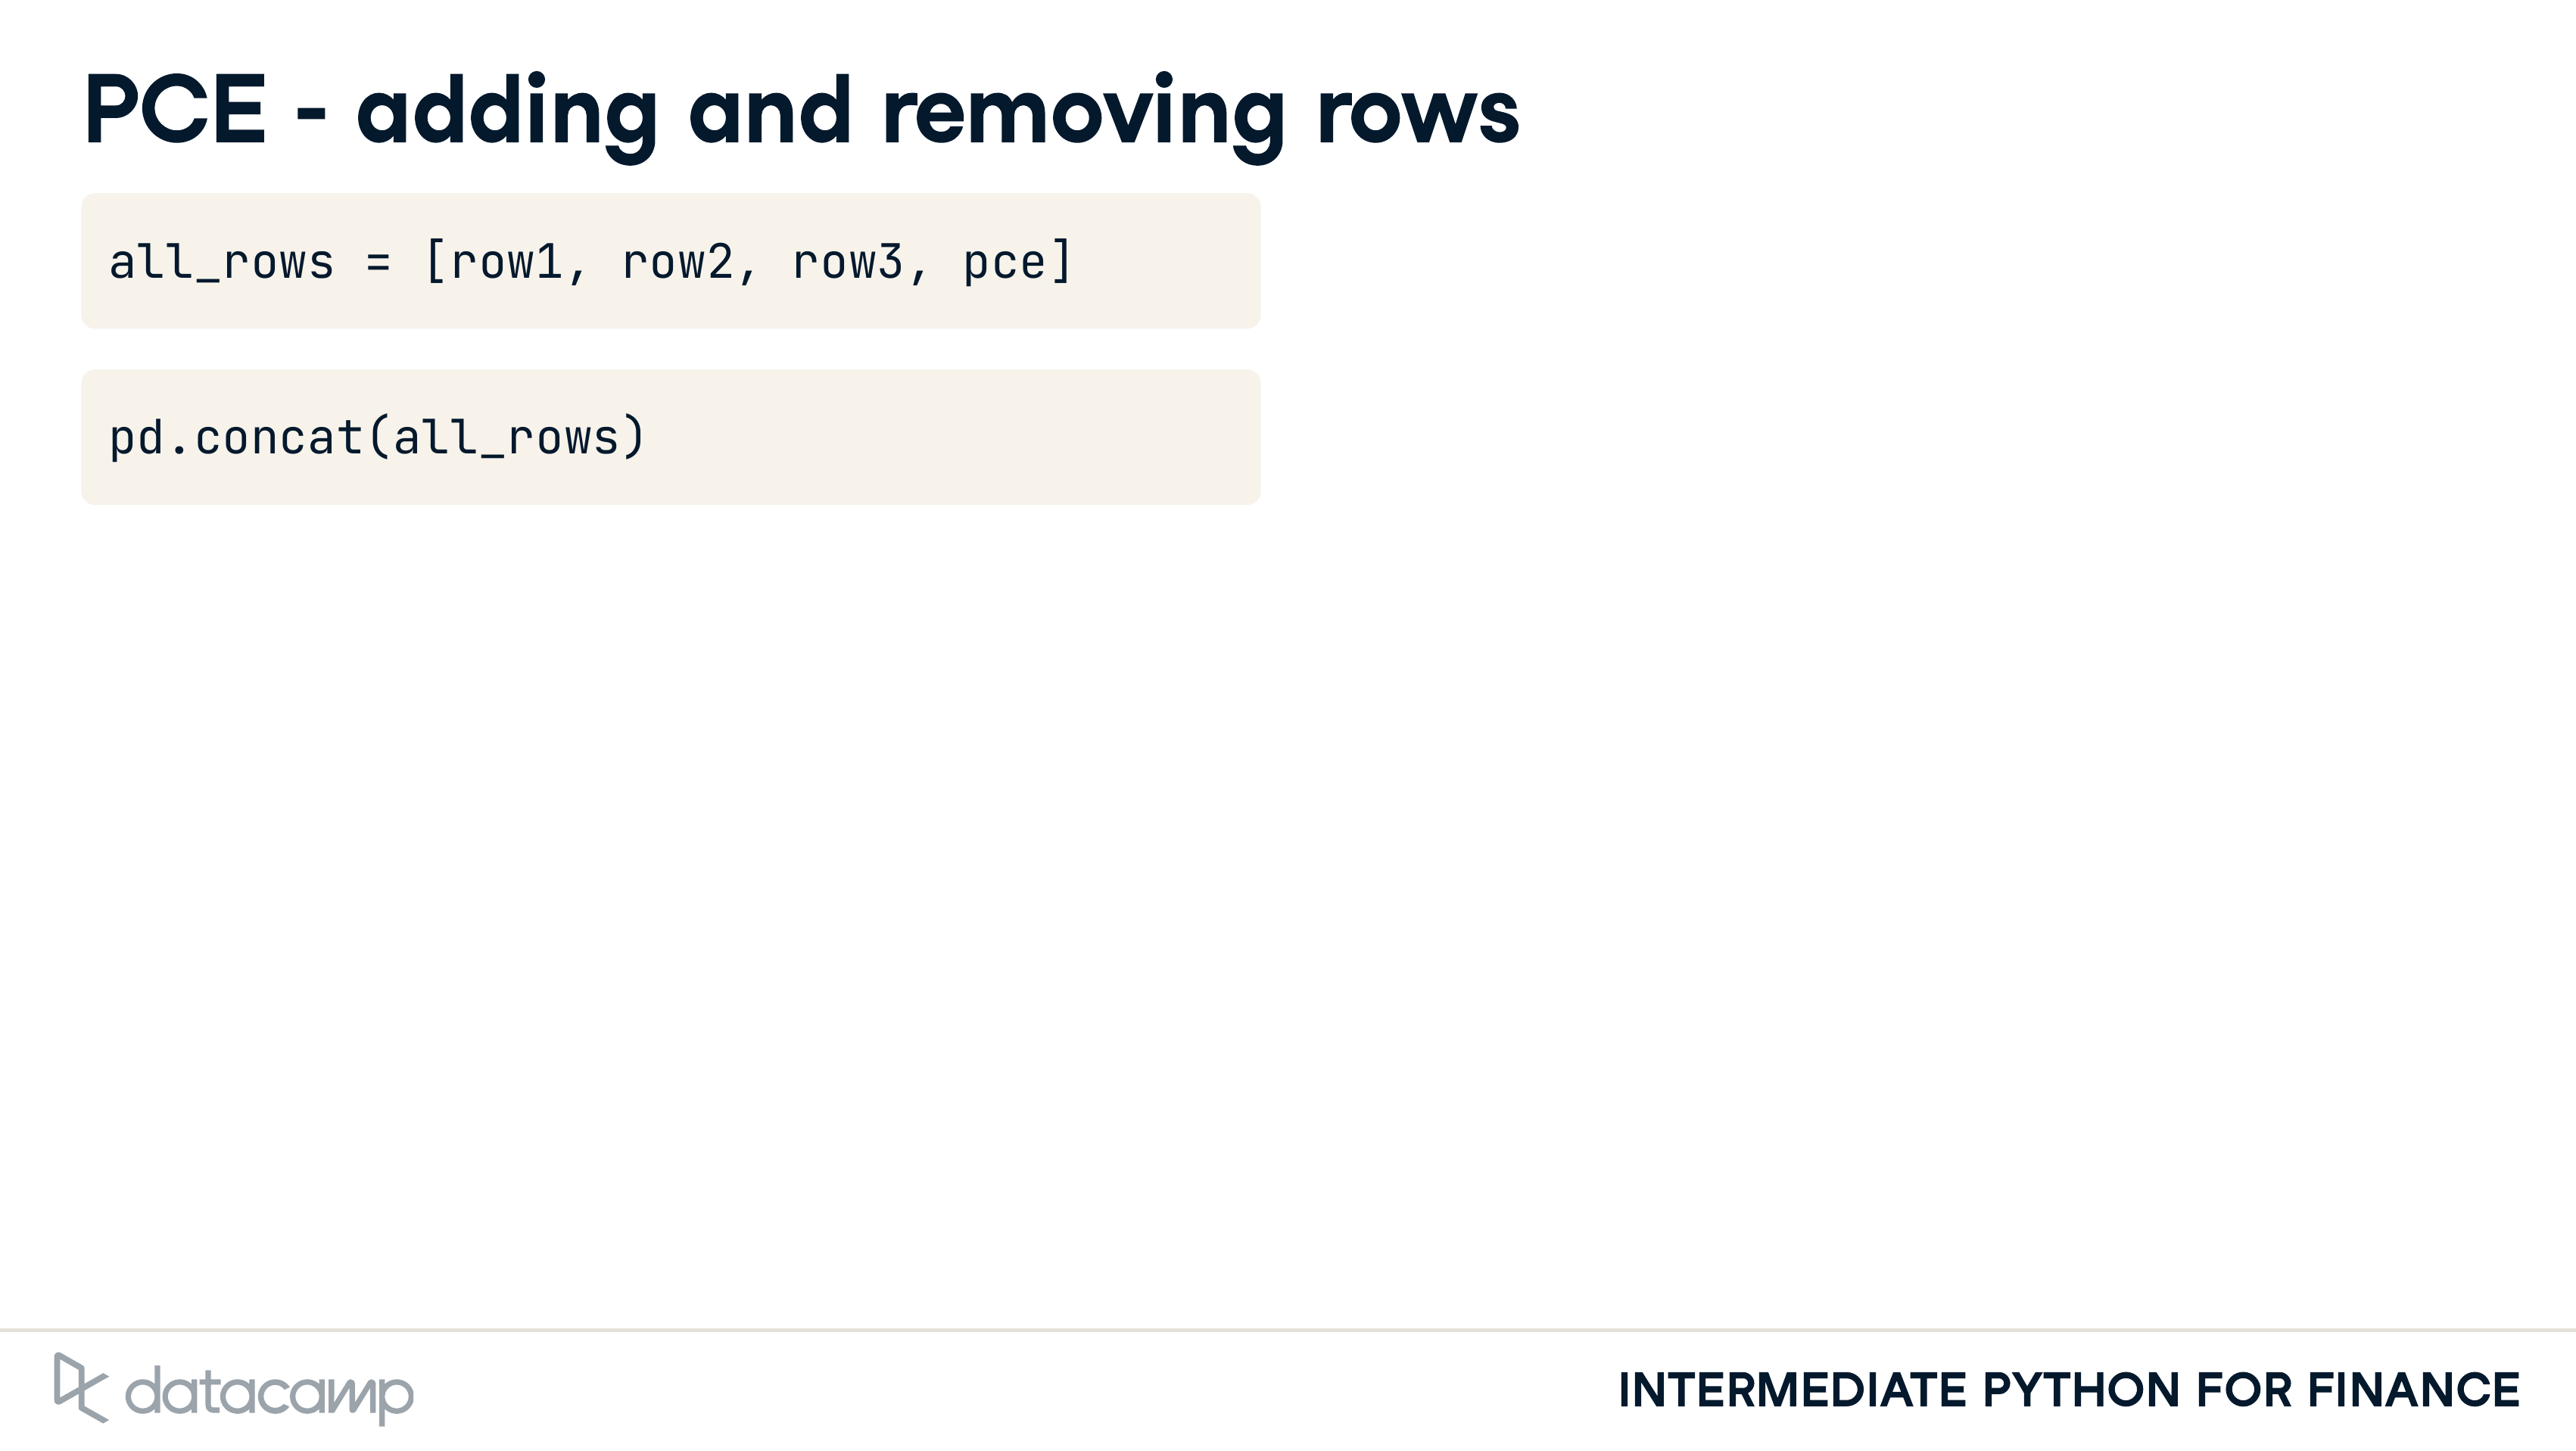 PCE - adding and removing rows
all_rows = [row1, row2, row3, pce]
pd.concat(all_rows)
datacamp
INTERMEDIATE PYTHON FOR FINANCE